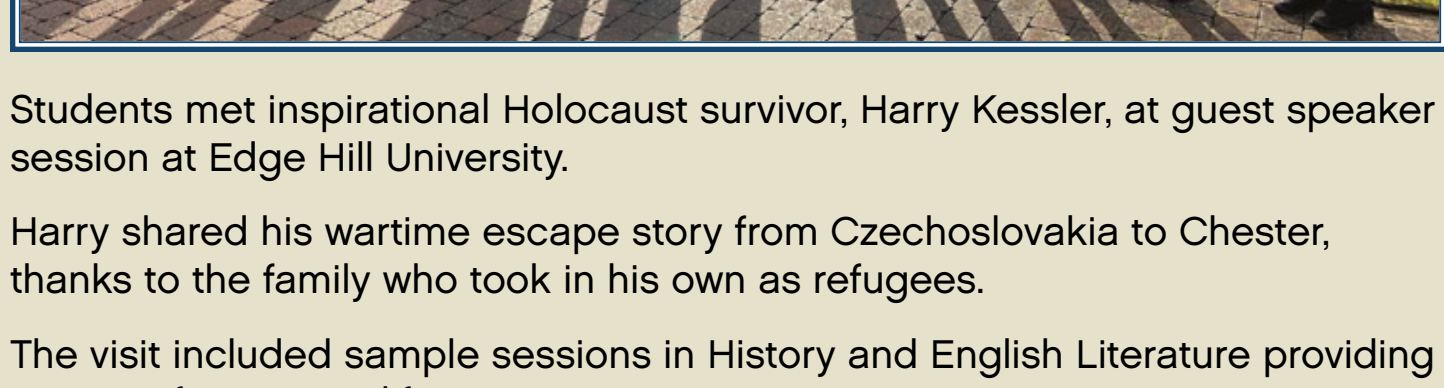 Students met inspirational Holocaust survivor, Harry Kessler, at guest speaker
session at Edge Hill University.
Harry shared his wartime escape story from Czechoslovakia to Chester,
thanks to the family who took in his own as refugees.
The visit included sample sessions in History and English Literature providing